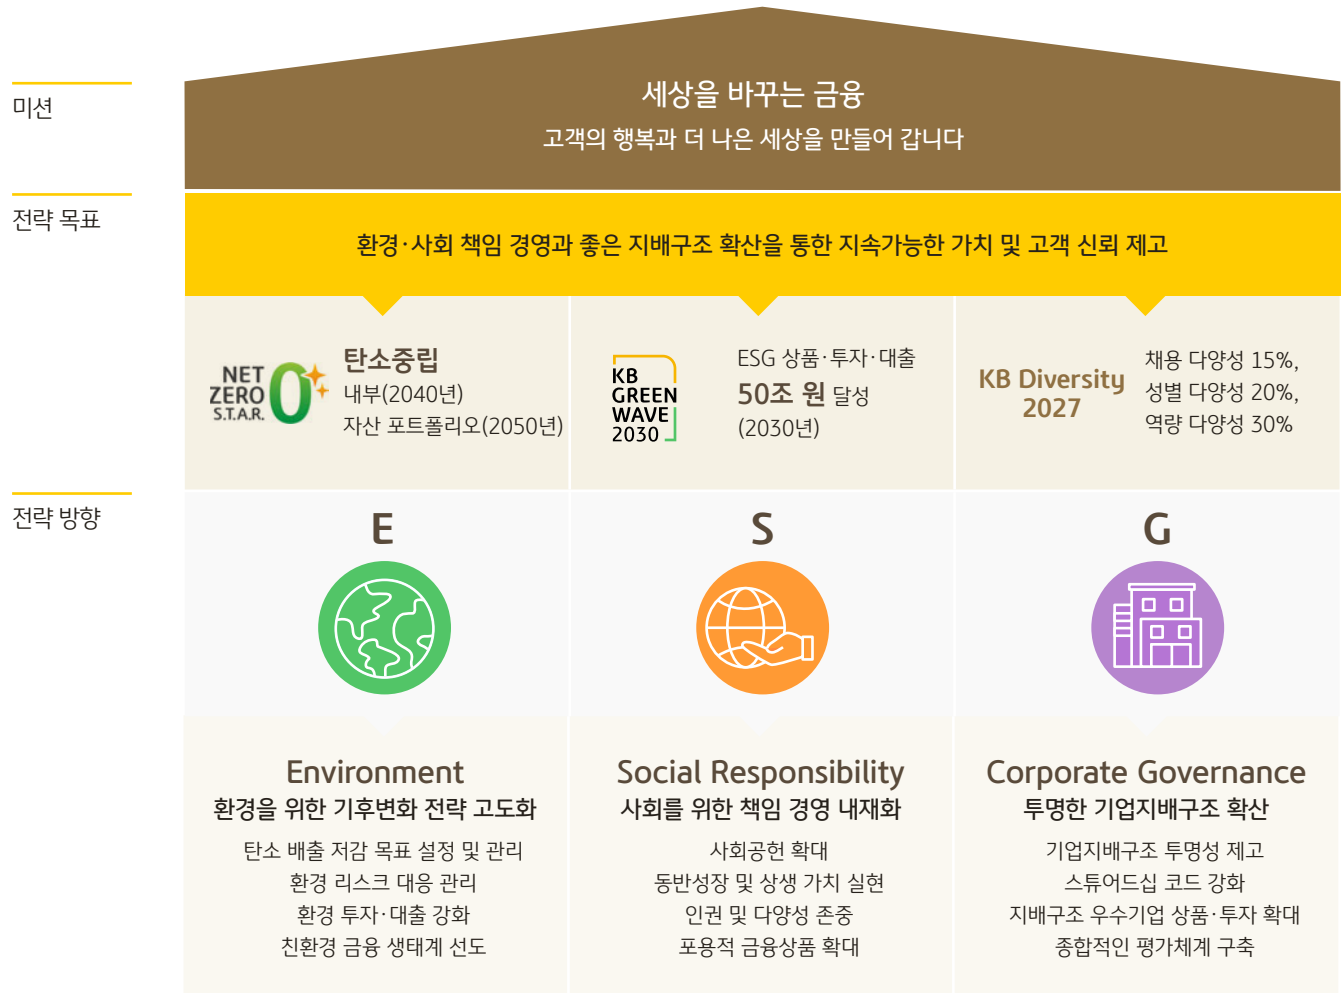 미션
세상을 바꾸는 금융
고객의 행복과 더 나은 세상을 만들어 갑니다
전략 목표
환경·사회 책임 경영과 좋은 지배구조 확산을 통한 지속가능한 가치 및 고객 신뢰 제고
NET
ZERO
S.T.A.R.
0
탄소중립
내부(2040년)
자산 포트폴리오(2050년)
KB
GREEN
WAVE
2030
ESG 상품·투자·대출
50조 원 달성
(2030년)
KB Diversity
2027
채용 다양성 15%,
성별 다양성 20%,
역량 다양성 30%
전략 방향
E
S
G
Environment
환경을 위한 기후변화 전략 고도화
탄소 배출 저감 목표 설정 및 관리
환경 리스크 대응 관리
환경 투자·대출 강화
친환경 금융 생태계 선도
Social Responsibility
사회를 위한 책임 경영 내재화
사회공헌 확대
동반성장 및 상생 가치 실현
인권 및 다양성 존중
포용적 금융상품 확대
Corporate Governance
투명한 기업지배구조 확산
기업지배구조 투명성 제고
스튜어드십 코드 강화
지배구조 우수기업 상품·투자 확대
종합적인 평가체계 구축